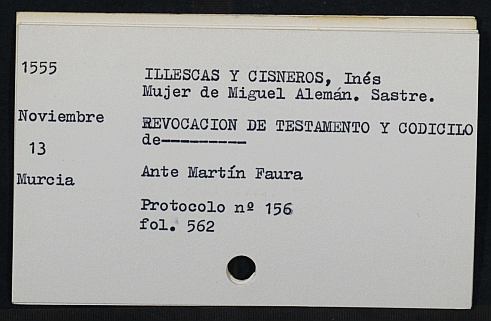 1555
ILLESCAS Y CISNEROS, Inés
Mujer de Miguel Alemán. Sastre.
Noviembre
REVOCACION DE TESTAMENTO Y CODICILO
13
de---------
Murcia
Ante Martín Faura
Protocolo nº 156
fol. 562